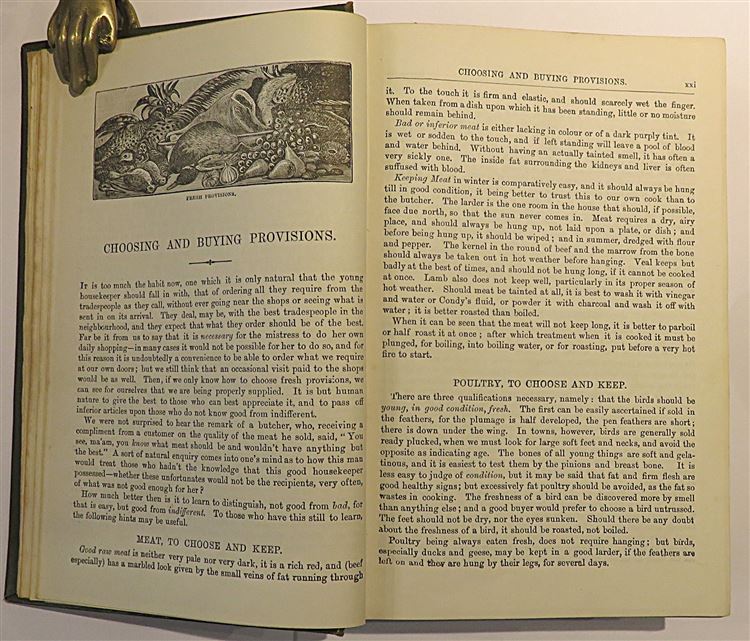 FRESH PROVISIONS.
CHOOSING AND BUYING PROVISIONS.
It is too much the habit now, one which it is only natural that the young
housekeeper should fall in with, that of ordering all they require from the
tradespeople as they call, without ever going near the shops or seeing what is
sent in on its arrival. They deal, may be, with the best tradespeople in the
neighbourhood, and they expect that what they order should be of the best.
Far be it from us to say that it is necessary for the mistress to do her own
daily shopping—in many cases it would not be possible for her to do so, and for
this reason it is undoubtedly a convenience to be able to order what we require
at our own doors; but we still think that an occasional visit paid to the shops
would be as well. Then, if we only know how to choose fresh provisions, we
can see for ourselves that we are being properly supplied. It is but human
nature to give the best to those who can best appreciate it, and to pass off
inferior articles upon those who do not know good from indifferent.
We were not surprised to hear the remark of a butcher, who, receiving a
compliment from a customer on the quality of the meat he sold, said, "You
see, ma'am, you know what meat should be and wouldn't have anything but
the best." A sort of natural enquiry comes into one's mind as to how this man
would treat those who hadn't the knowledge that this good housekeeper
possessed—whether these unfortunates would not be the recipients, very often,
of what was not good enough for her?
How much better then is it to learn to distinguish, not good from bad, for
that is easy, but good from indifferent. To those who have this still to learn,
the following hints may be useful.
MEAT, TO CHOOSE AND KEEP.
Good raw meat is neither very pale nor very dark, it is a rich red, and (beef
especially) has a marbled look given by the small veins of fat running through
CHOOSING AND BUYING PROVISIONS. xxi
it. To the touch it is firm and elastic, and should scarcely wet the finger.
When taken from a dish upon which it has been standing, little or no moisture
should remain behind.
Bad or inferior meat is either lacking in colour or of a dark purply tint. It
is wet or sodden to the touch, and if left standing will leave a pool of blood
and water behind. Without having an actually tainted smell, it has often a
very sickly one. The inside fat surrounding the kidneys and liver is often
suffused with blood.
Keeping Meat in winter is comparatively easy, and it should always be hung
till in good condition, it being better to trust this to our own cook than to
the butcher. The larder is the one room in the house that should, if possible,
face due north, so that the sun never comes in. Meat requires a dry, airy
place, and should always be hung up, not laid upon a plate, or dish; and
before being hung up, it should be wiped; and in summer, dredged with flour
and pepper. The kernel in the round of beef and the marrow from the bone
should always be taken out in hot weather before hanging. Veal keeps but
badly at the best of times, and should not be hung long, if it cannot be cooked
at once. Lamb also does not keep well, particularly in its proper season of
hot weather. Should meat be tainted at all, it is best to wash it with vinegar
and water or Condy's fluid, or powder it with charcoal and wash it off with
water; it is better roasted than boiled.
When it can be seen that the meat will not keep long, it is better to parboil
or half roast it at once; after which treatment when it is cooked it must be
plunged, for boiling, into boiling water, or for roasting, put before a very hot
fire to start.
POULTRY, TO CHOOSE AND KEEP.
There are three qualifications necessary, namely: that the birds should be
young, in good condition, fresh. The first can be easily ascertained if sold in
the feathers, for the plumage is half developed, the pen feathers are short;
there is down under the wing. In towns, however, birds are generally sold
ready plucked, when we must look for large soft feet and necks, and avoid the
opposite as indicating age. The bones of all young things are soft and gela-
tinous, and it is easiest to test them by the pinions and breast bone. It is
less easy to judge of condition, but it may be said that fat and firm flesh are
good healthy signs; but excessively fat poultry should be avoided, as the fat so
wastes in cooking. The freshness of a bird can be discovered more by smell
than anything else; and a good buyer would prefer to choose a bird untrussed.
The feet should not be dry, nor the eyes sunken. Should there be any doubt
about the freshness of a bird, it should be roasted, not boiled.
Poultry being always eaten fresh, does not require hanging; but birds,
especially ducks and geese, may be kept in a good larder, if the feathers are
left on and they are hung by their legs, for several days.